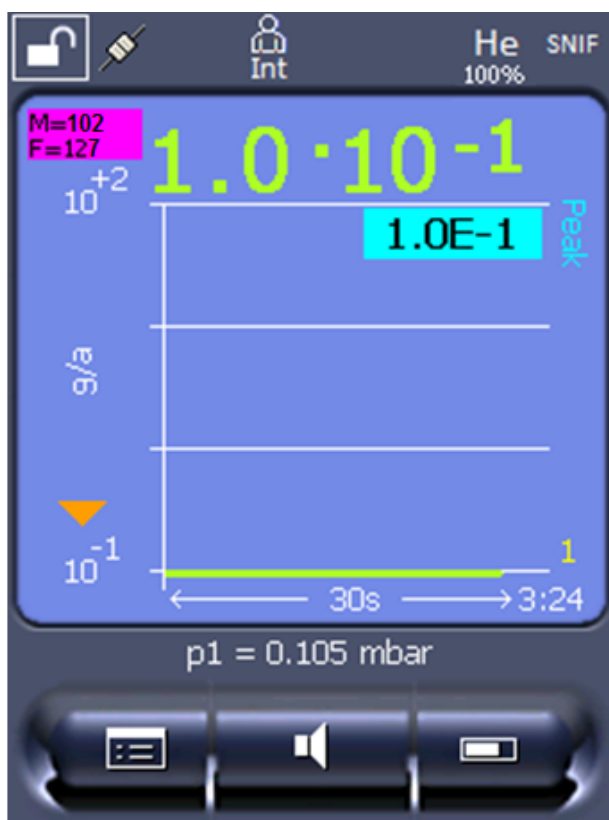 Int
He
100%
SNIF
M=102
F=127
1.0·10⁻¹
10⁺²
1.0E-1
Peak
g/a
10⁻¹
1
30s
3:24
p1 = 0.105 mbar